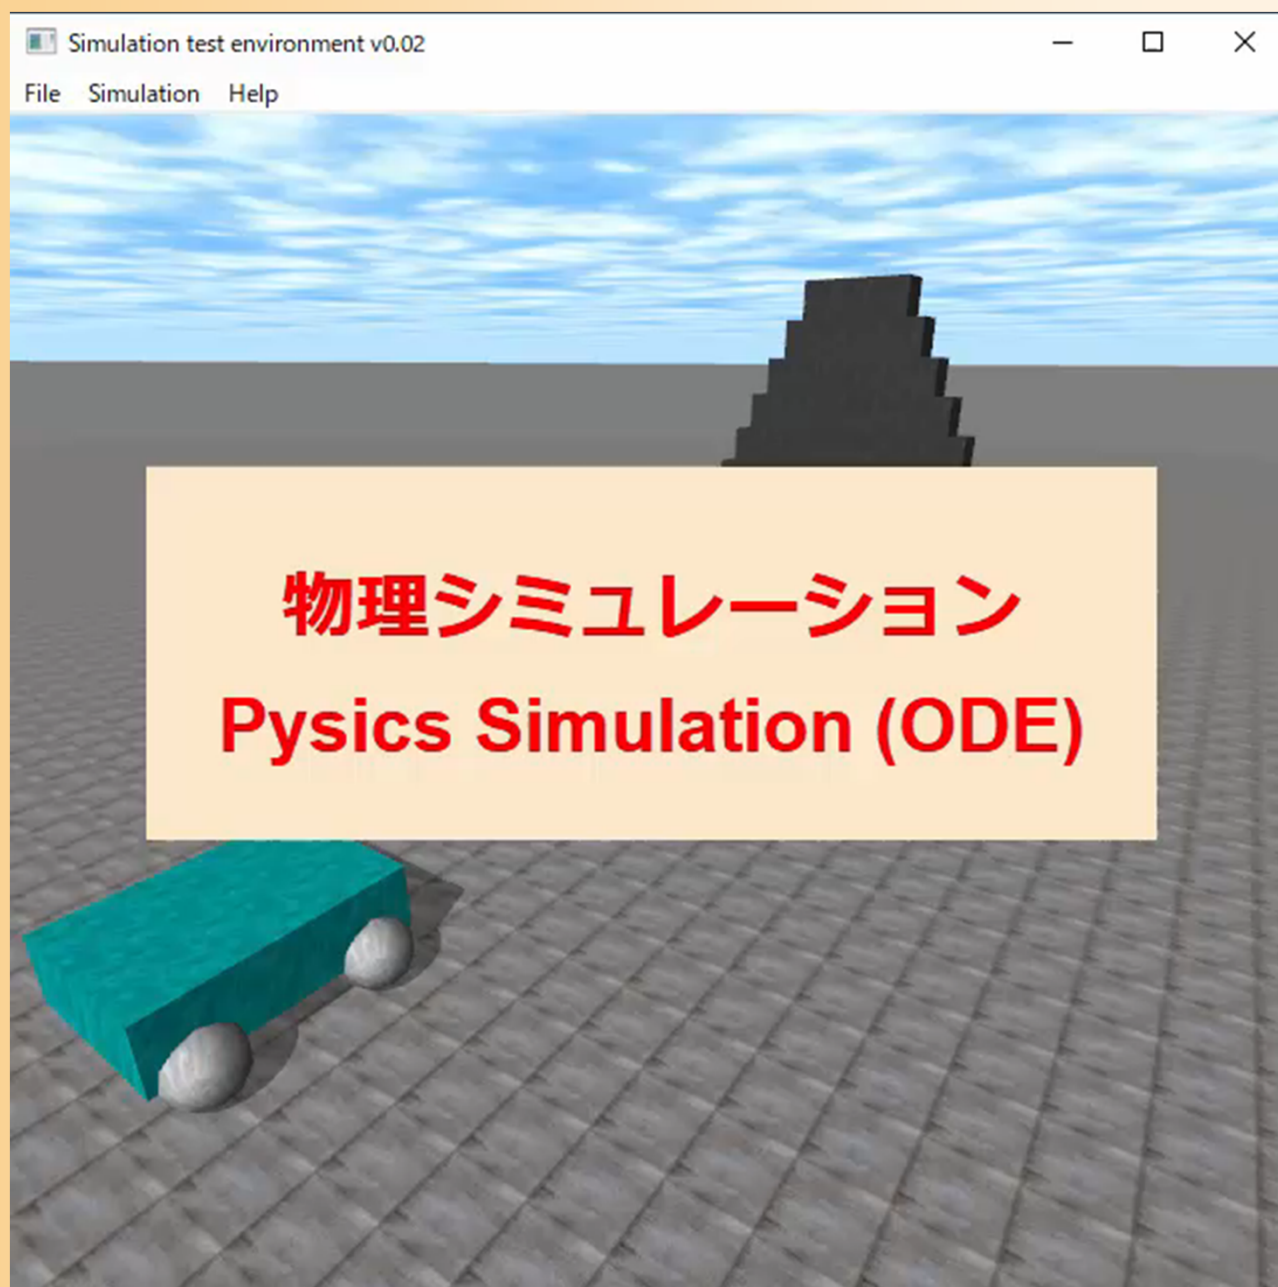 Simulation test environment v0.02
File Simulation Help
物理シミュレーション
Pysics Simulation (ODE)